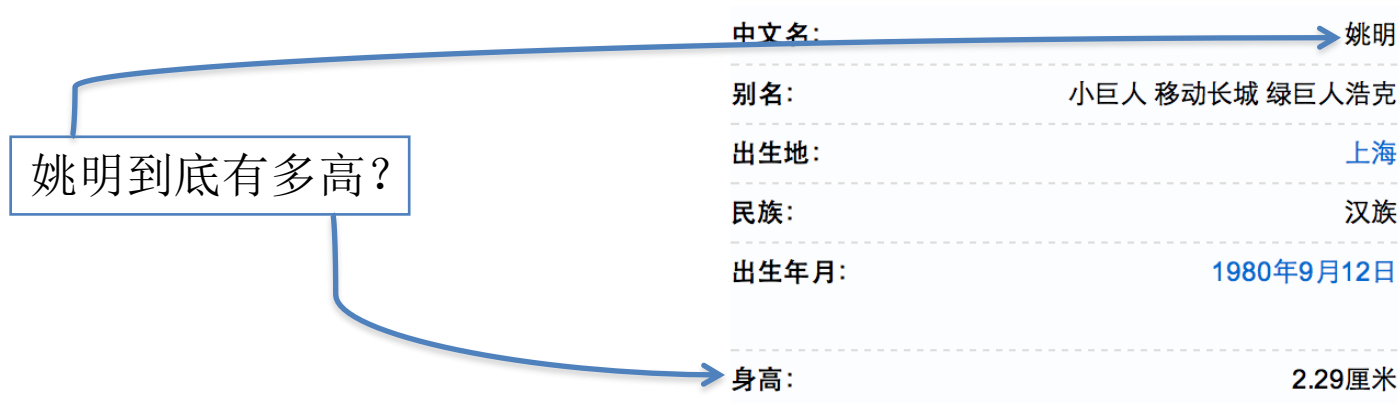 中文名: 姚明
别名: 小巨人 移动长城 绿巨人浩克
出生地: 上海
姚明到底有多高?
民族: 汉族
出生年月: 1980年9月12日
身高: 2.29厘米